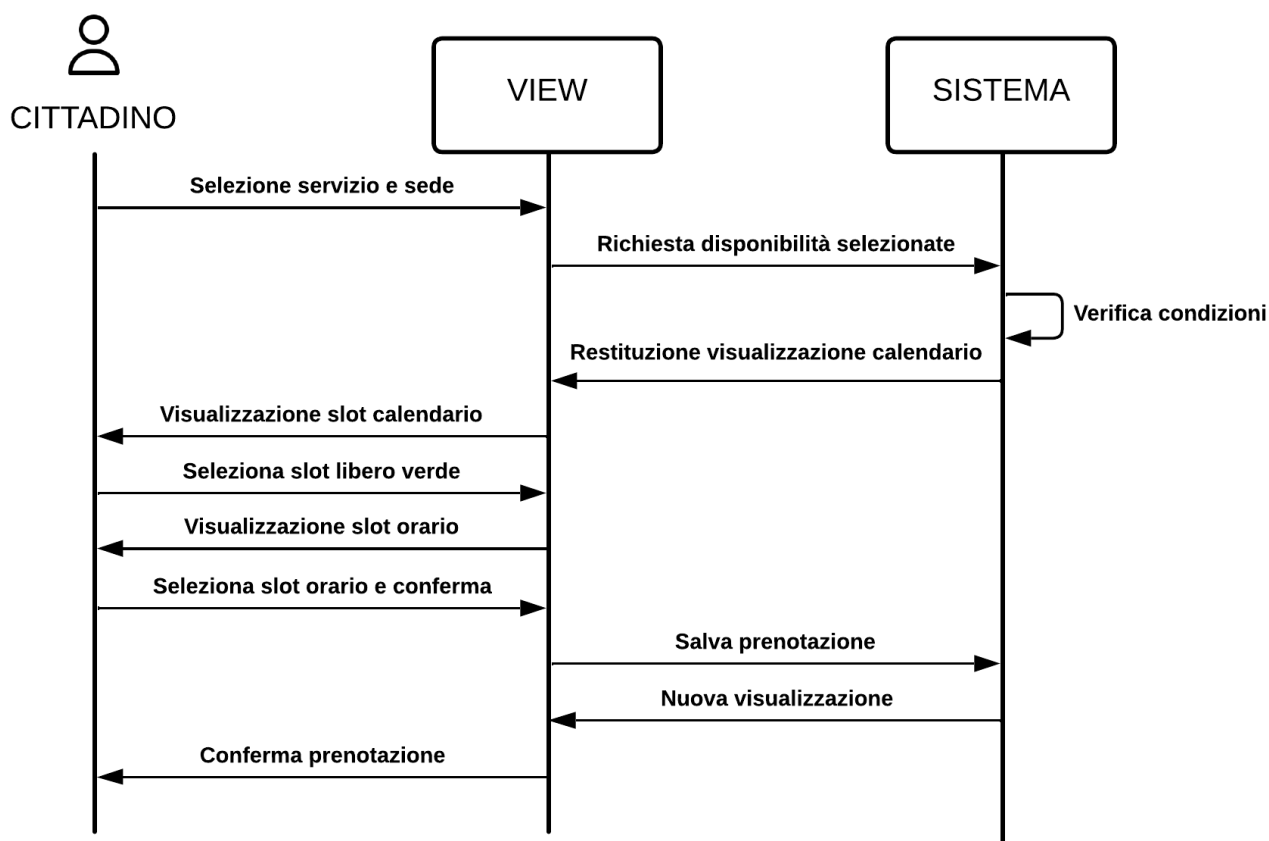 CITTADINO
VIEW
SISTEMA
Selezione servizio e sede
Richiesta disponibilità selezionate
Verifica condizioni
Restituzione visualizzazione calendario
Visualizzazione slot calendario
Seleziona slot libero verde
Visualizzazione slot orario
Seleziona slot orario e conferma
Salva prenotazione
Nuova visualizzazione
Conferma prenotazione